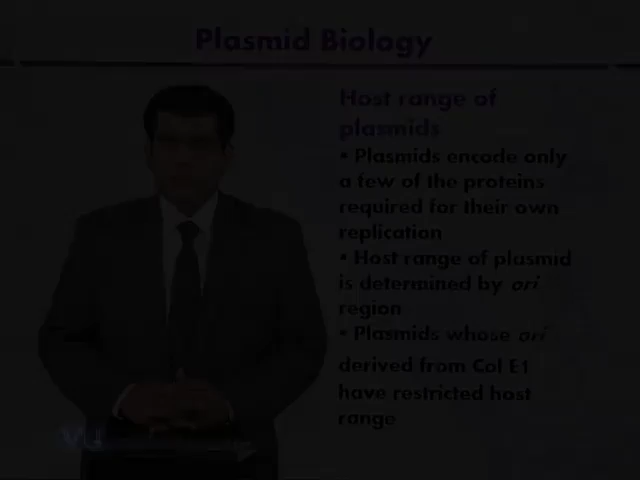 Plasmid Biology
Host range of
plasmids
• Plasmids encode only
a few of the proteins
required for their own
replication
• Host range of plasmid
is determined by ori
region
• Plasmids whose ori
derived from Col E1
have restricted host
range
VU